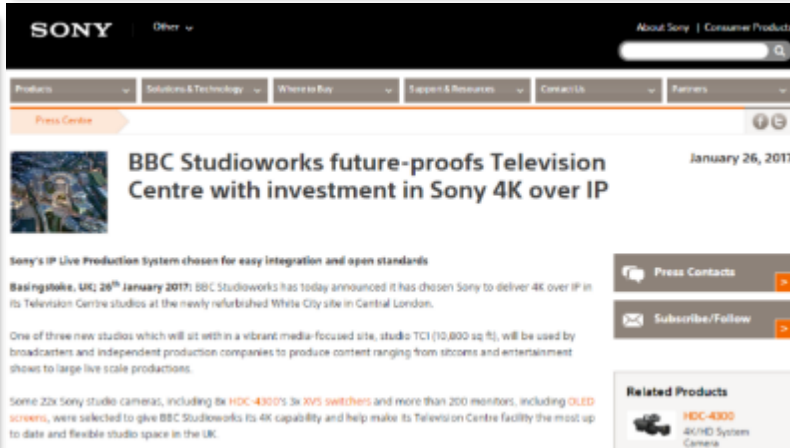 SONY
Other
About Sony | Consumer Products
Products
Solutions & Technology
Where to Buy
Support & Resources
Contact Us
Partners
Press Centre
BBC Studioworks future-proofs Television
Centre with investment in Sony 4K over IP
January 26, 2017
Sony's IP Live Production System chosen for easy integration and open standards
Basingstoke, UK; 26th January 2017: BBC Studioworks has today announced it has chosen Sony to deliver 4K over IP in
its Television Centre studios at the newly refurbished White City site in Central London.
One of three new studios which will sit within a vibrant media-focused site, studio TC1 (10,800 sq ft), will be used by
broadcasters and independent production companies to produce content ranging from sitcoms and entertainment
shows to large live scale productions.
Some 22x Sony studio cameras, including 8x HDC-4300's 3x XVS switchers and more than 200 monitors, including OLED
screens, were selected to give BBC Studioworks its 4K capability and help make its Television Centre facility the most up
to date and flexible studio space in the UK.
Press Contacts
>
Subscribe/Follow
>
Related Products
HDC-4300
4K/HD System
Camera